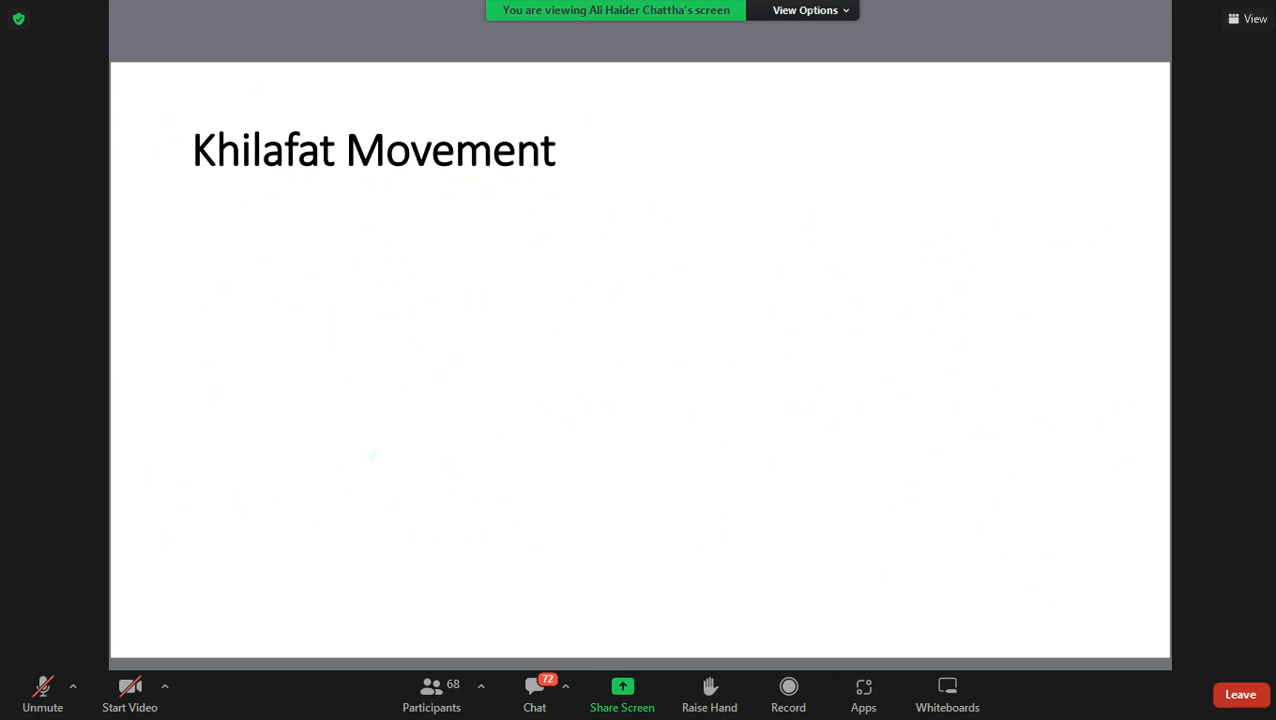 You are viewing Ali Haider Chattha's screen
View Options
View
Khilafat Movement
Unmute
Start Video
68
Participants
72
Chat
Share Screen
Raise Hand
Record
Apps
Whiteboards
Leave